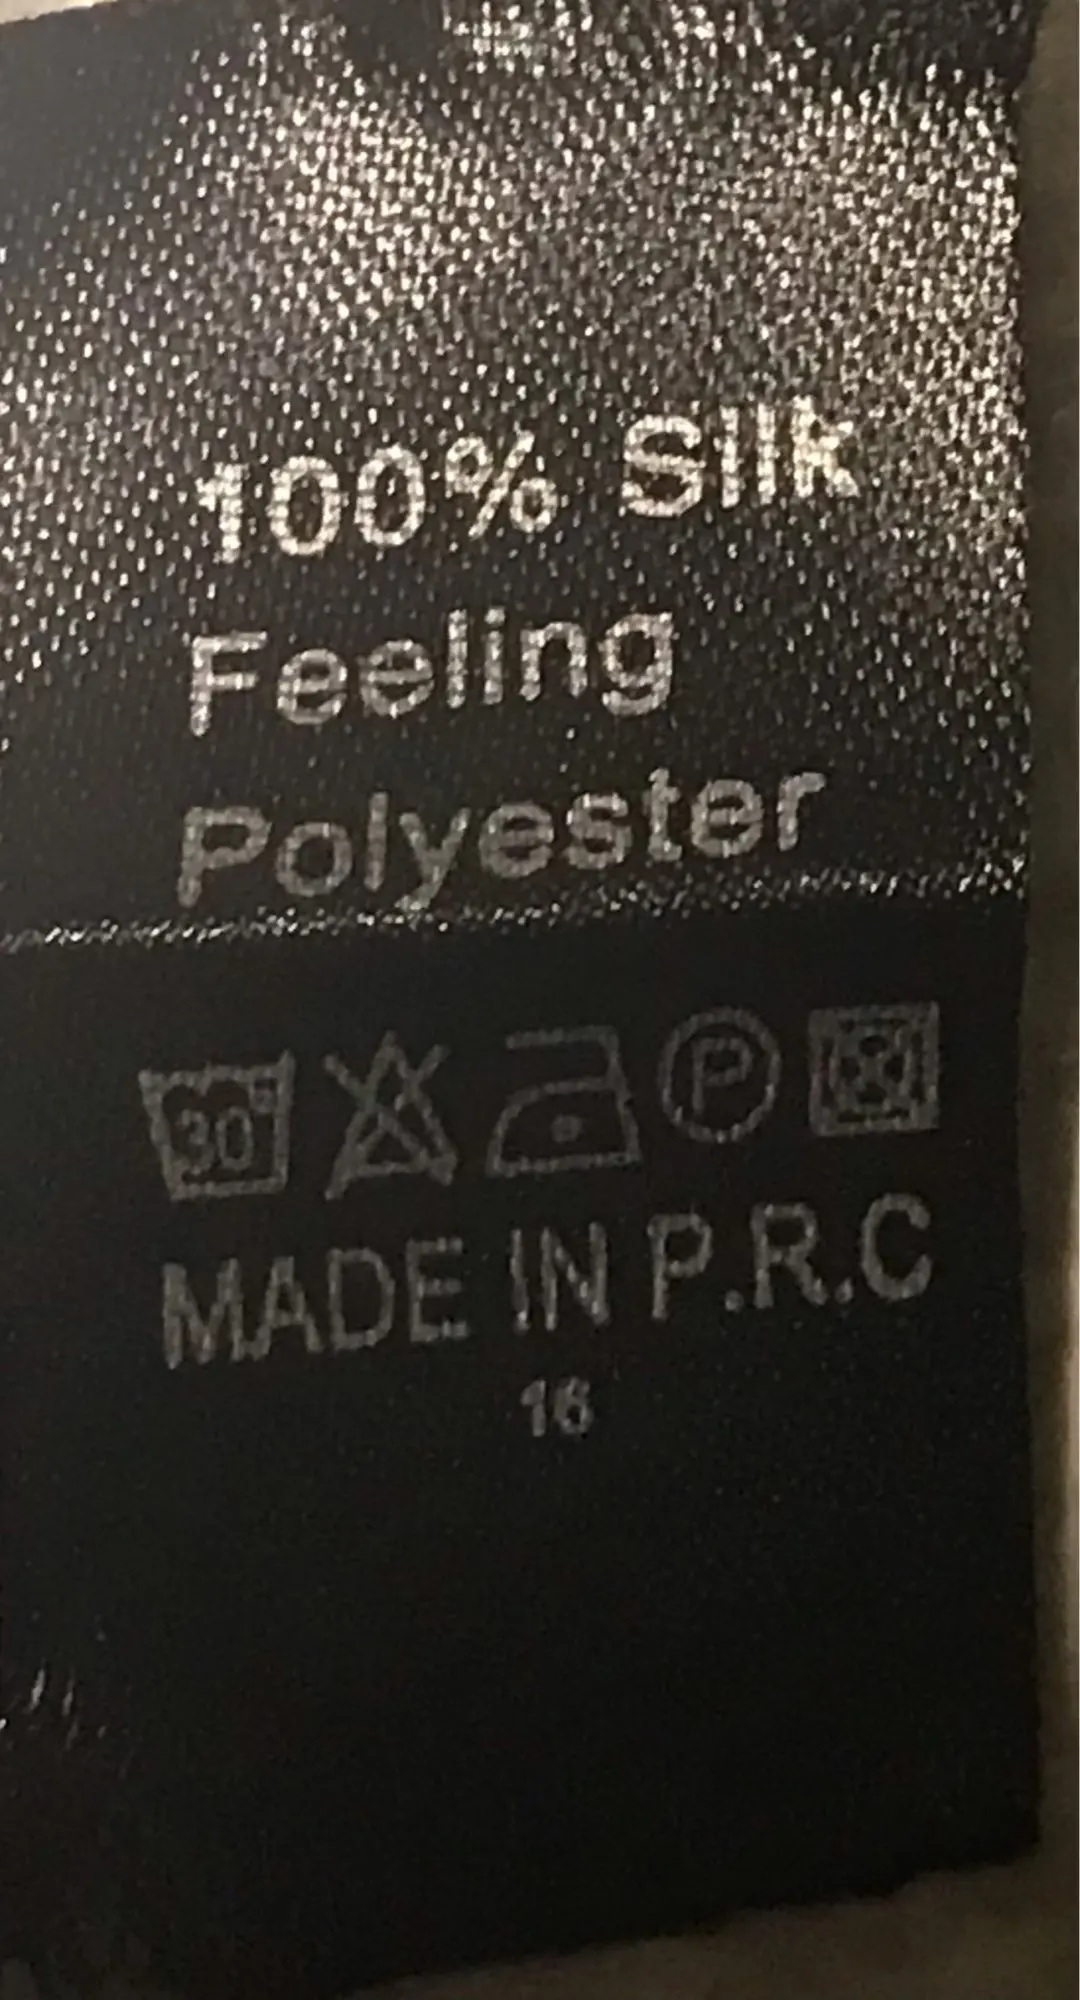 100% Silk
Feeling
Polyester
30°
P
MADE IN P.R.C
16